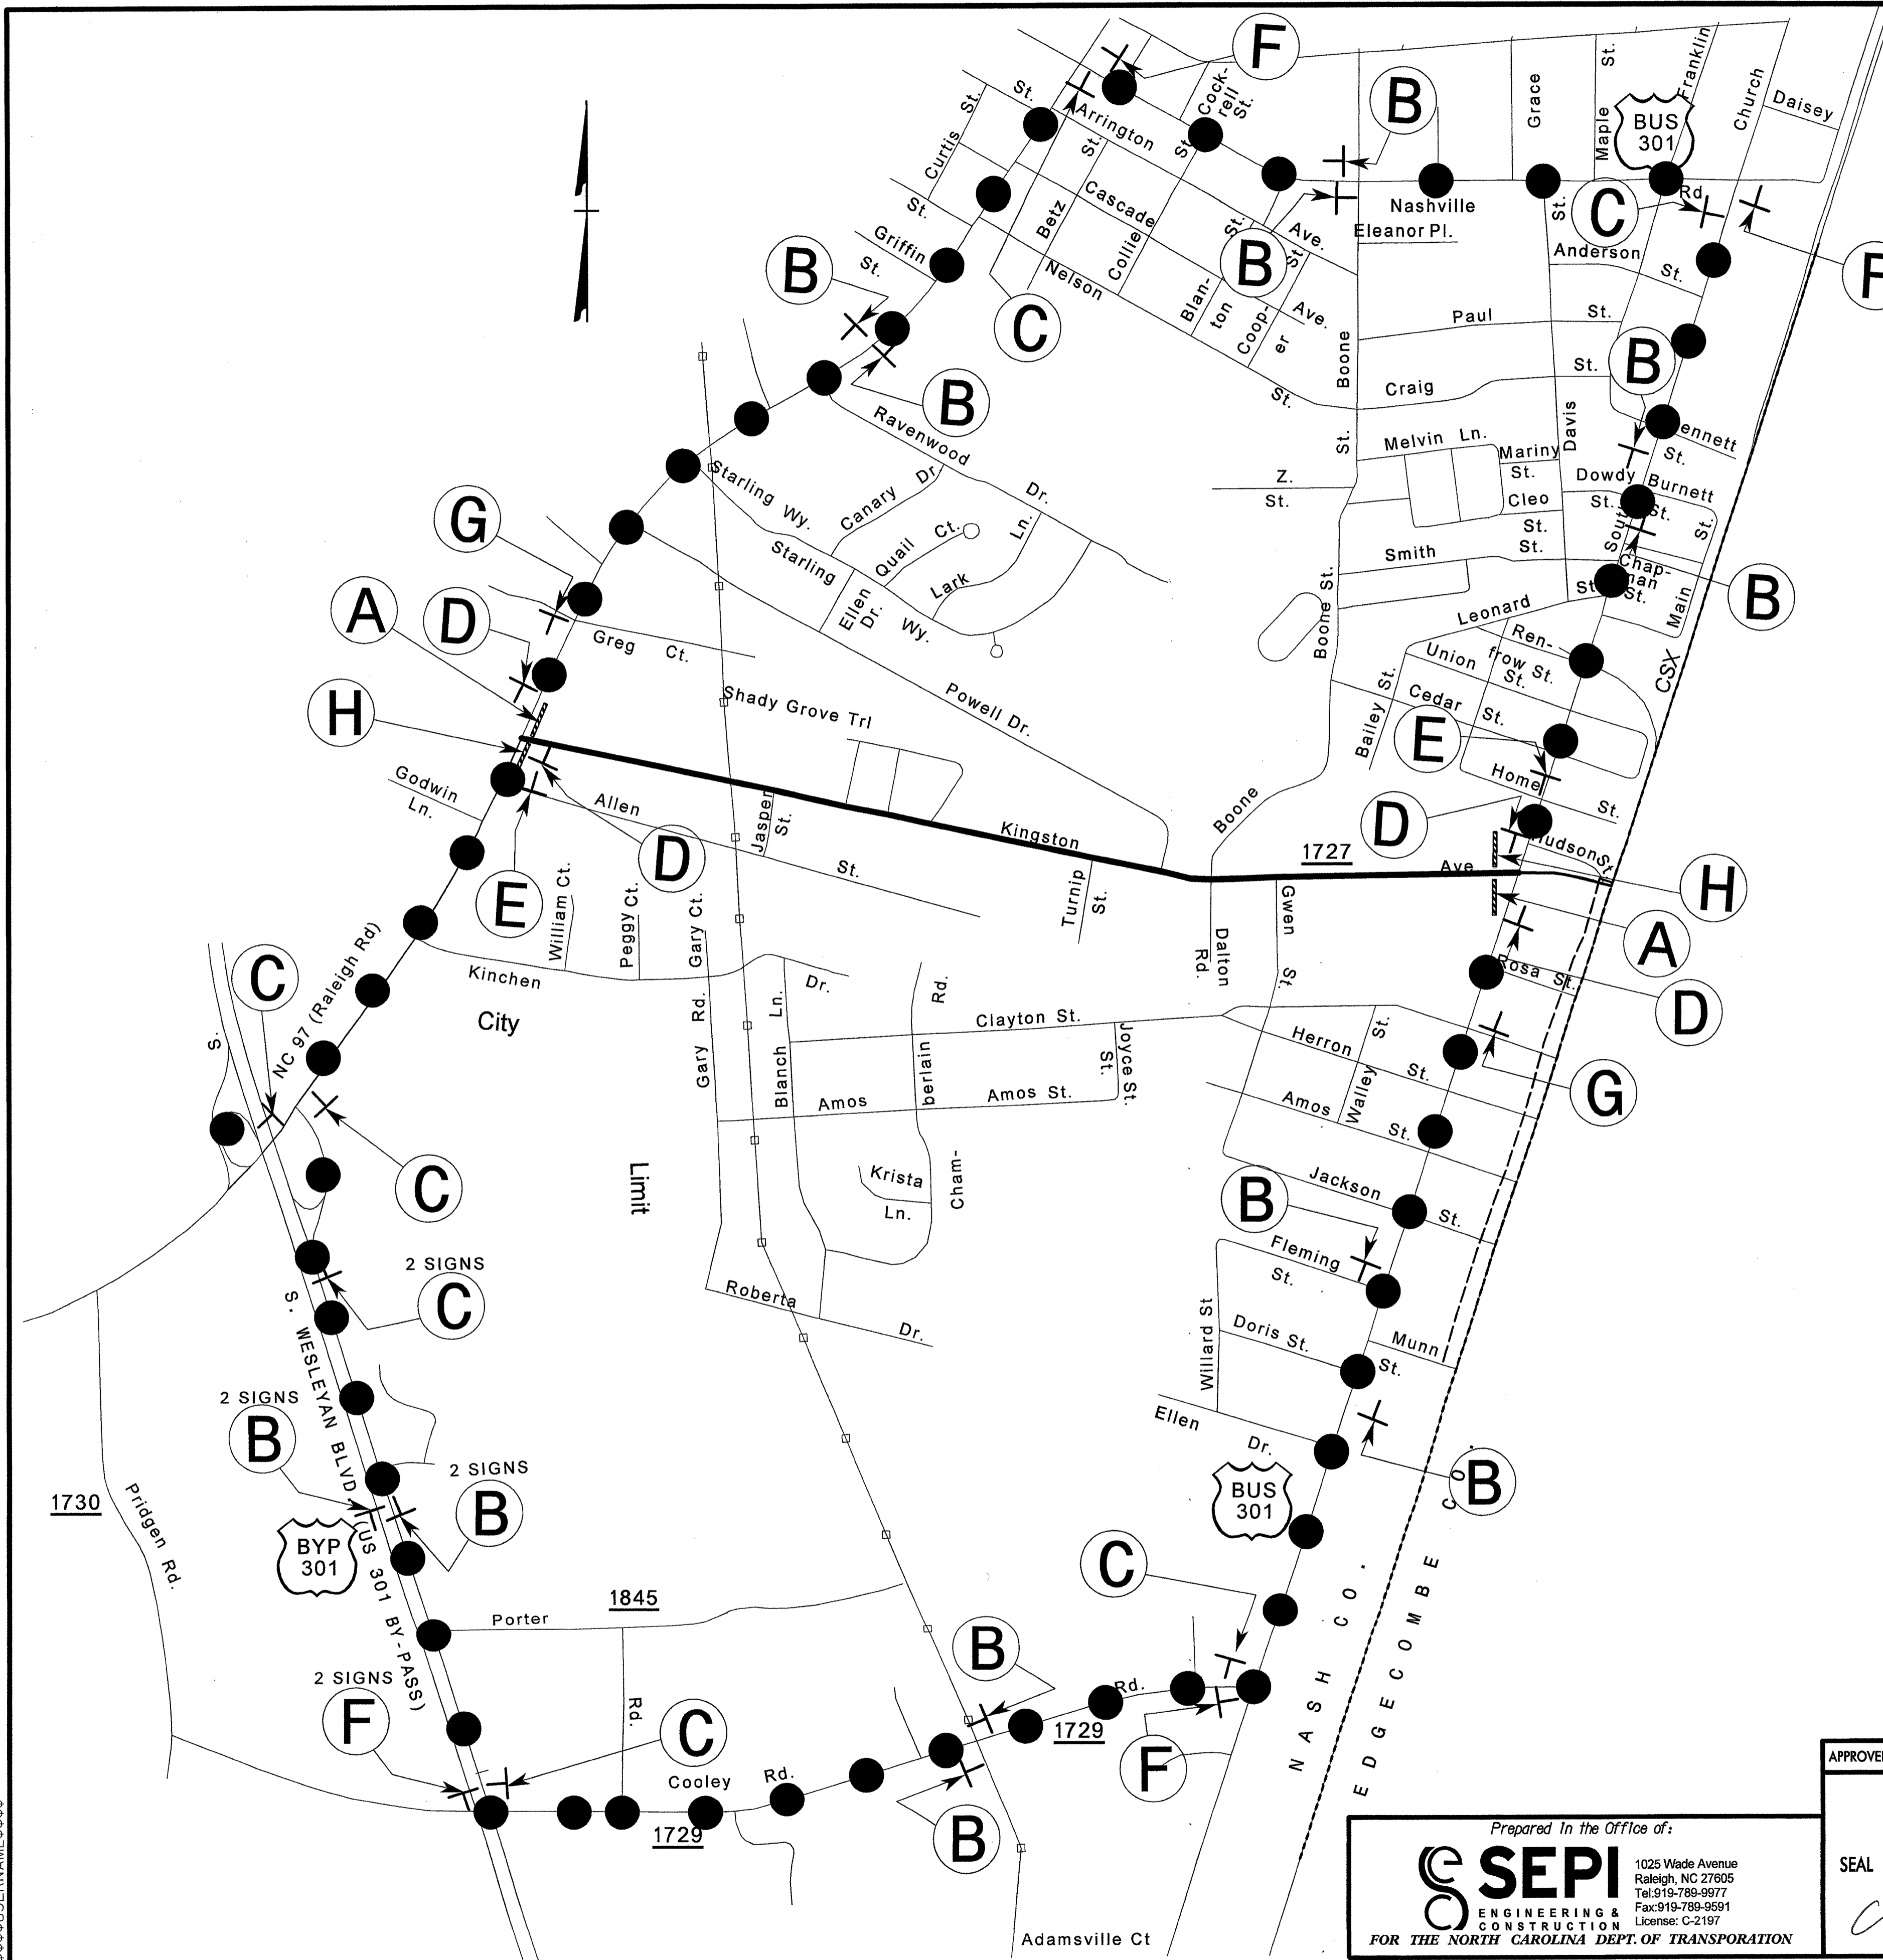 F
B
St.
Cock-
rell
St.
Grace
Maple St.
Franklin
Church
Daisey
BUS
301
Curtis St.
Arrington
St.
St.
Cascade
Ave.
Nashville
Rd
C
Eleanor Pl.
St.
Anderson
St.
St.
Griffin
St.
Betz
Collie
St.
B
St
B
Nelson
C
Blan-
ton
Coop-
er
Ave.
Paul St.
F
B
Boone
St.
Craig
St.
St.
B
Ravenwood
Dr.
Davis
ennett
St.
Melvin Ln.
Mariny
St.
Starling Wy.
Canary Dr
Z.
St.
Dowdy
Burnett
St.
St.
Cleo
St.
South
G
Quail Ct.
Ln.
Starling
Wy.
Smith
St.
St.
Chap-
man
St.
St.
Main
A
D
Ellen
Dr.
Lark
B
Boone St.
Leonard
Greg Ct.
Ren-
frow St.
Union
St.
CSX
H
Shady Grove Trl
Powell Dr.
Bailey St.
Cedar
St.
E
Home
St.
Godwin
Ln.
Allen
St.
Jasper
St.
Boone
D
Hudson
St.
Kingston
1727
Ave
H
D
E
William Ct.
Peggy Ct.
Gary Ct.
Turnip
St.
Gwen
St.
A
Dalton
Rd.
Rosa St.
C
NC 97 (Raleigh Rd)
Kinchen
Dr.
D
City
Gary Rd.
Blanch Ln.
Rd.
Clayton St.
S.
Joyce St.
St.
Herron
St.
Walley
St.
G
Amos
Amos St.
Cham-
berlain
Amos
St.
C
Limit
Krista
Ln.
Jackson
St.
B
Fleming
St.
2 SIGNS
C
Roberta
Dr.
Willard St
Doris St.
Munn
St.
S. WESLEYAN BLVD. (US 301 BY-PASS)
2 SIGNS
B
Ellen
Dr.
2 SIGNS
B
B
1730
Pridgen Rd.
BYP
301
BUS
301
C
1845
Porter
Rd.
NASH CO.
EDGECOMBE CO.
B
2 SIGNS
F
C
Rd.
1729
F
Cooley Rd.
1729
B
Adamsville Ct
APPROVED
SEAL
Prepared in the Office of:
SEPI
ENGINEERING &
CONSTRUCTION
1025 Wade Avenue
Raleigh, NC 27605
Tel:919-789-9977
Fax:919-789-9591
License: C-2197
FOR THE NORTH CAROLINA DEPT. OF TRANSPORATION